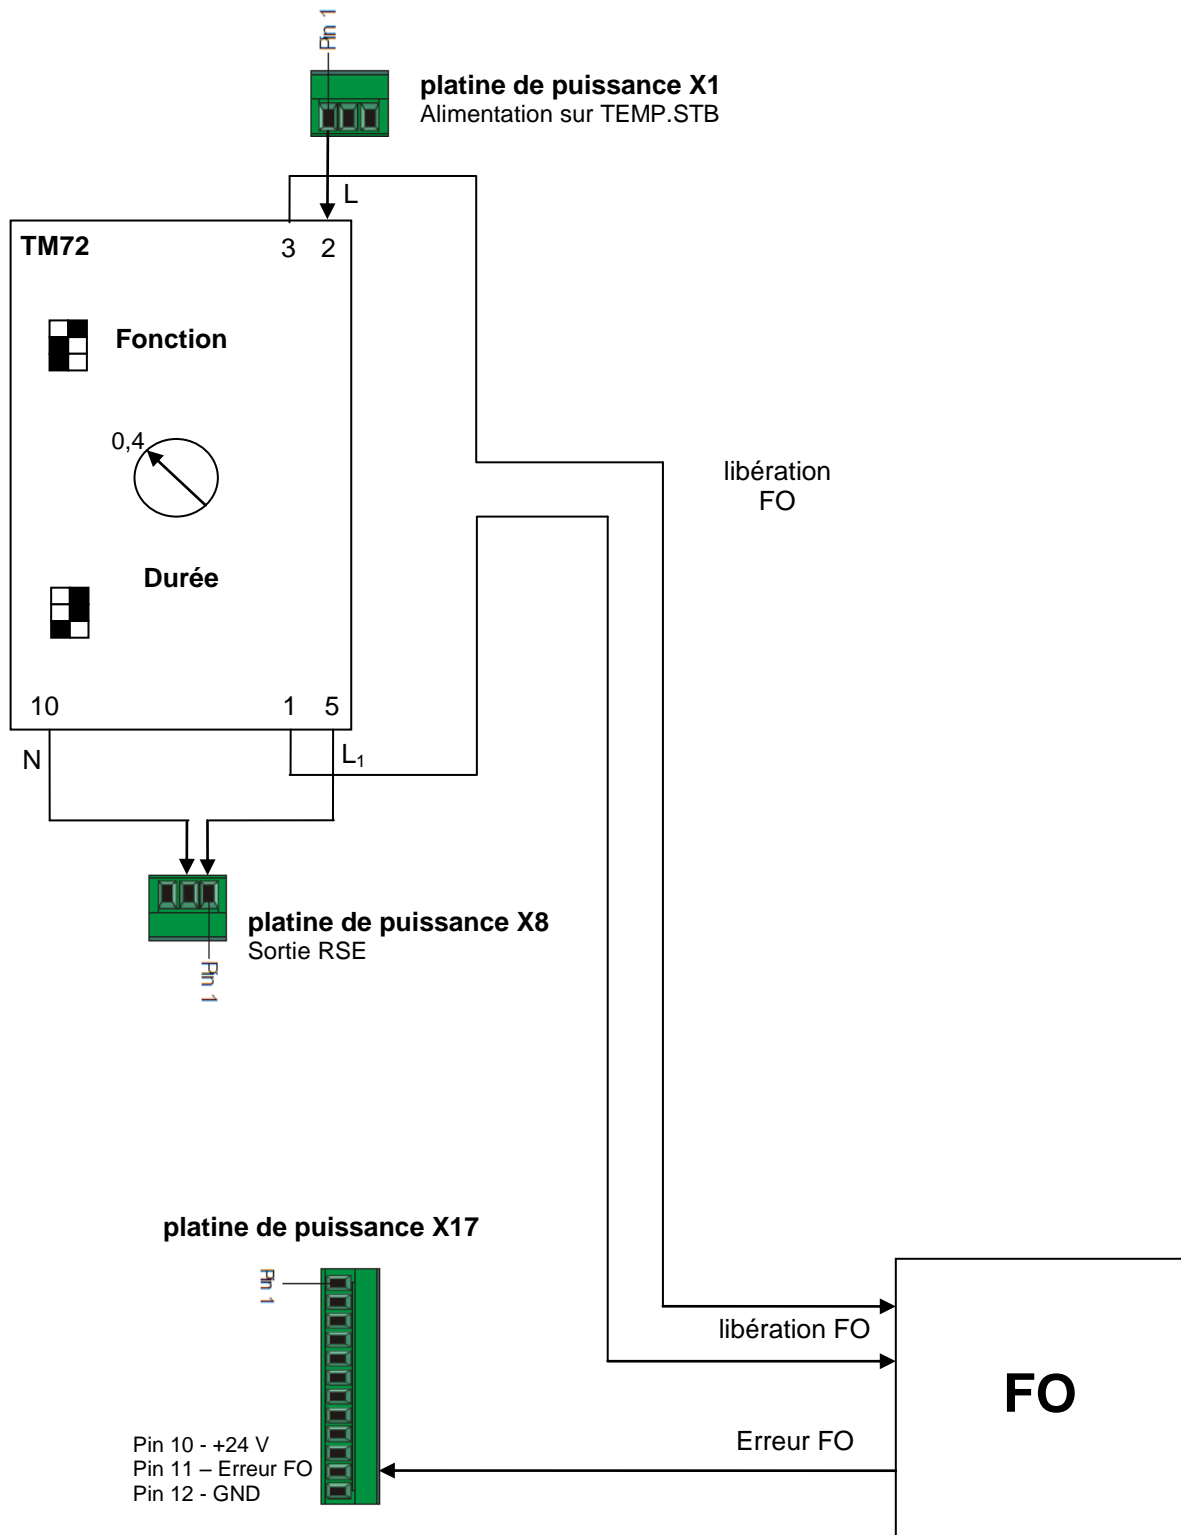 Pin 1
platine de puissance X1
Alimentation sur TEMP.STB
L
TM72
3 2
Fonction
0,4
libération
FO
Durée
10 1 5
N
L₁
platine de puissance X8
Sortie RSE
Pin 1
platine de puissance X17
Pin 1
libération FO
FO
Erreur FO
Pin 10 - +24 V
Pin 11 – Erreur FO
Pin 12 - GND